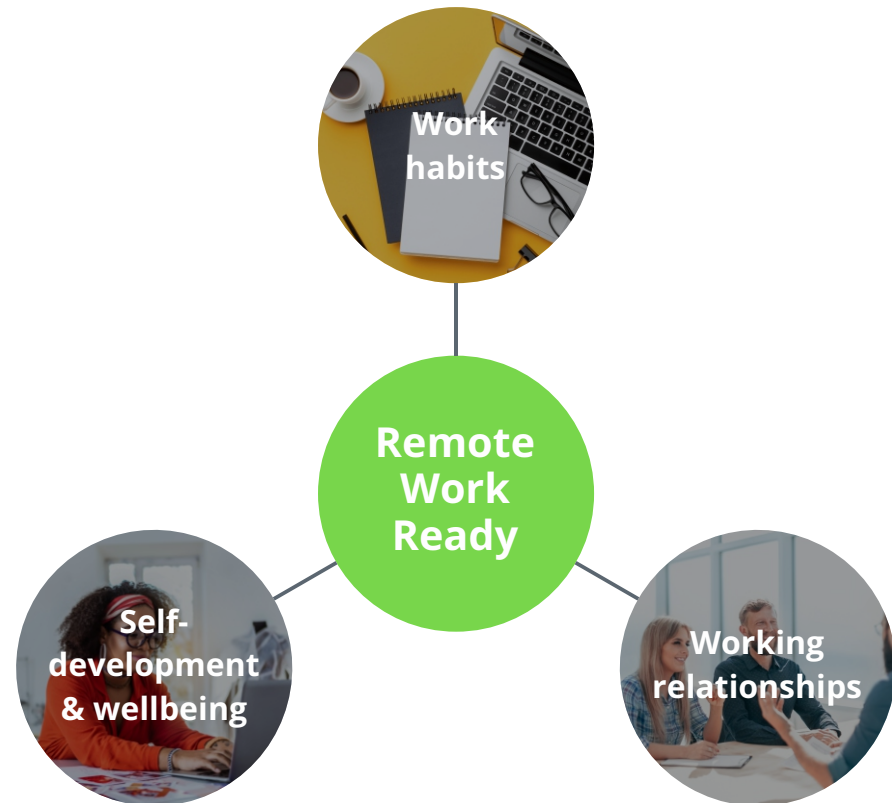 Work
habits
Remote
Work
Ready
Self-
development
& wellbeing
Working
relationships